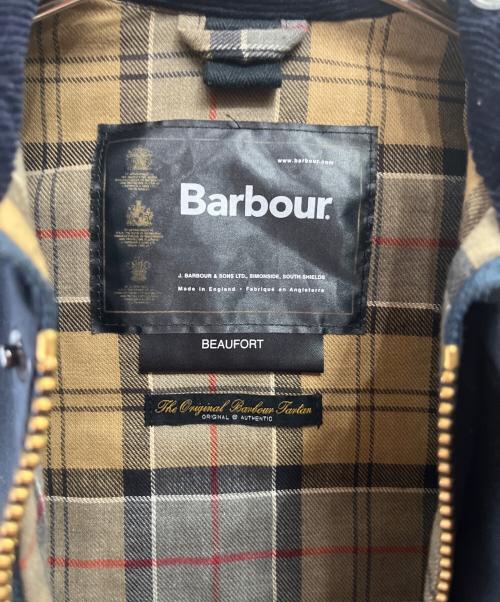 www.barbour.com
Barbour.
J. BARBOUR & SONS LTD., SIMONSIDE, SOUTH SHIELDS
Made in England • Fabriqué en Angleterre
BEAUFORT
The Original Barbour Tartan
ORIGINAL @ AUTHENTIC